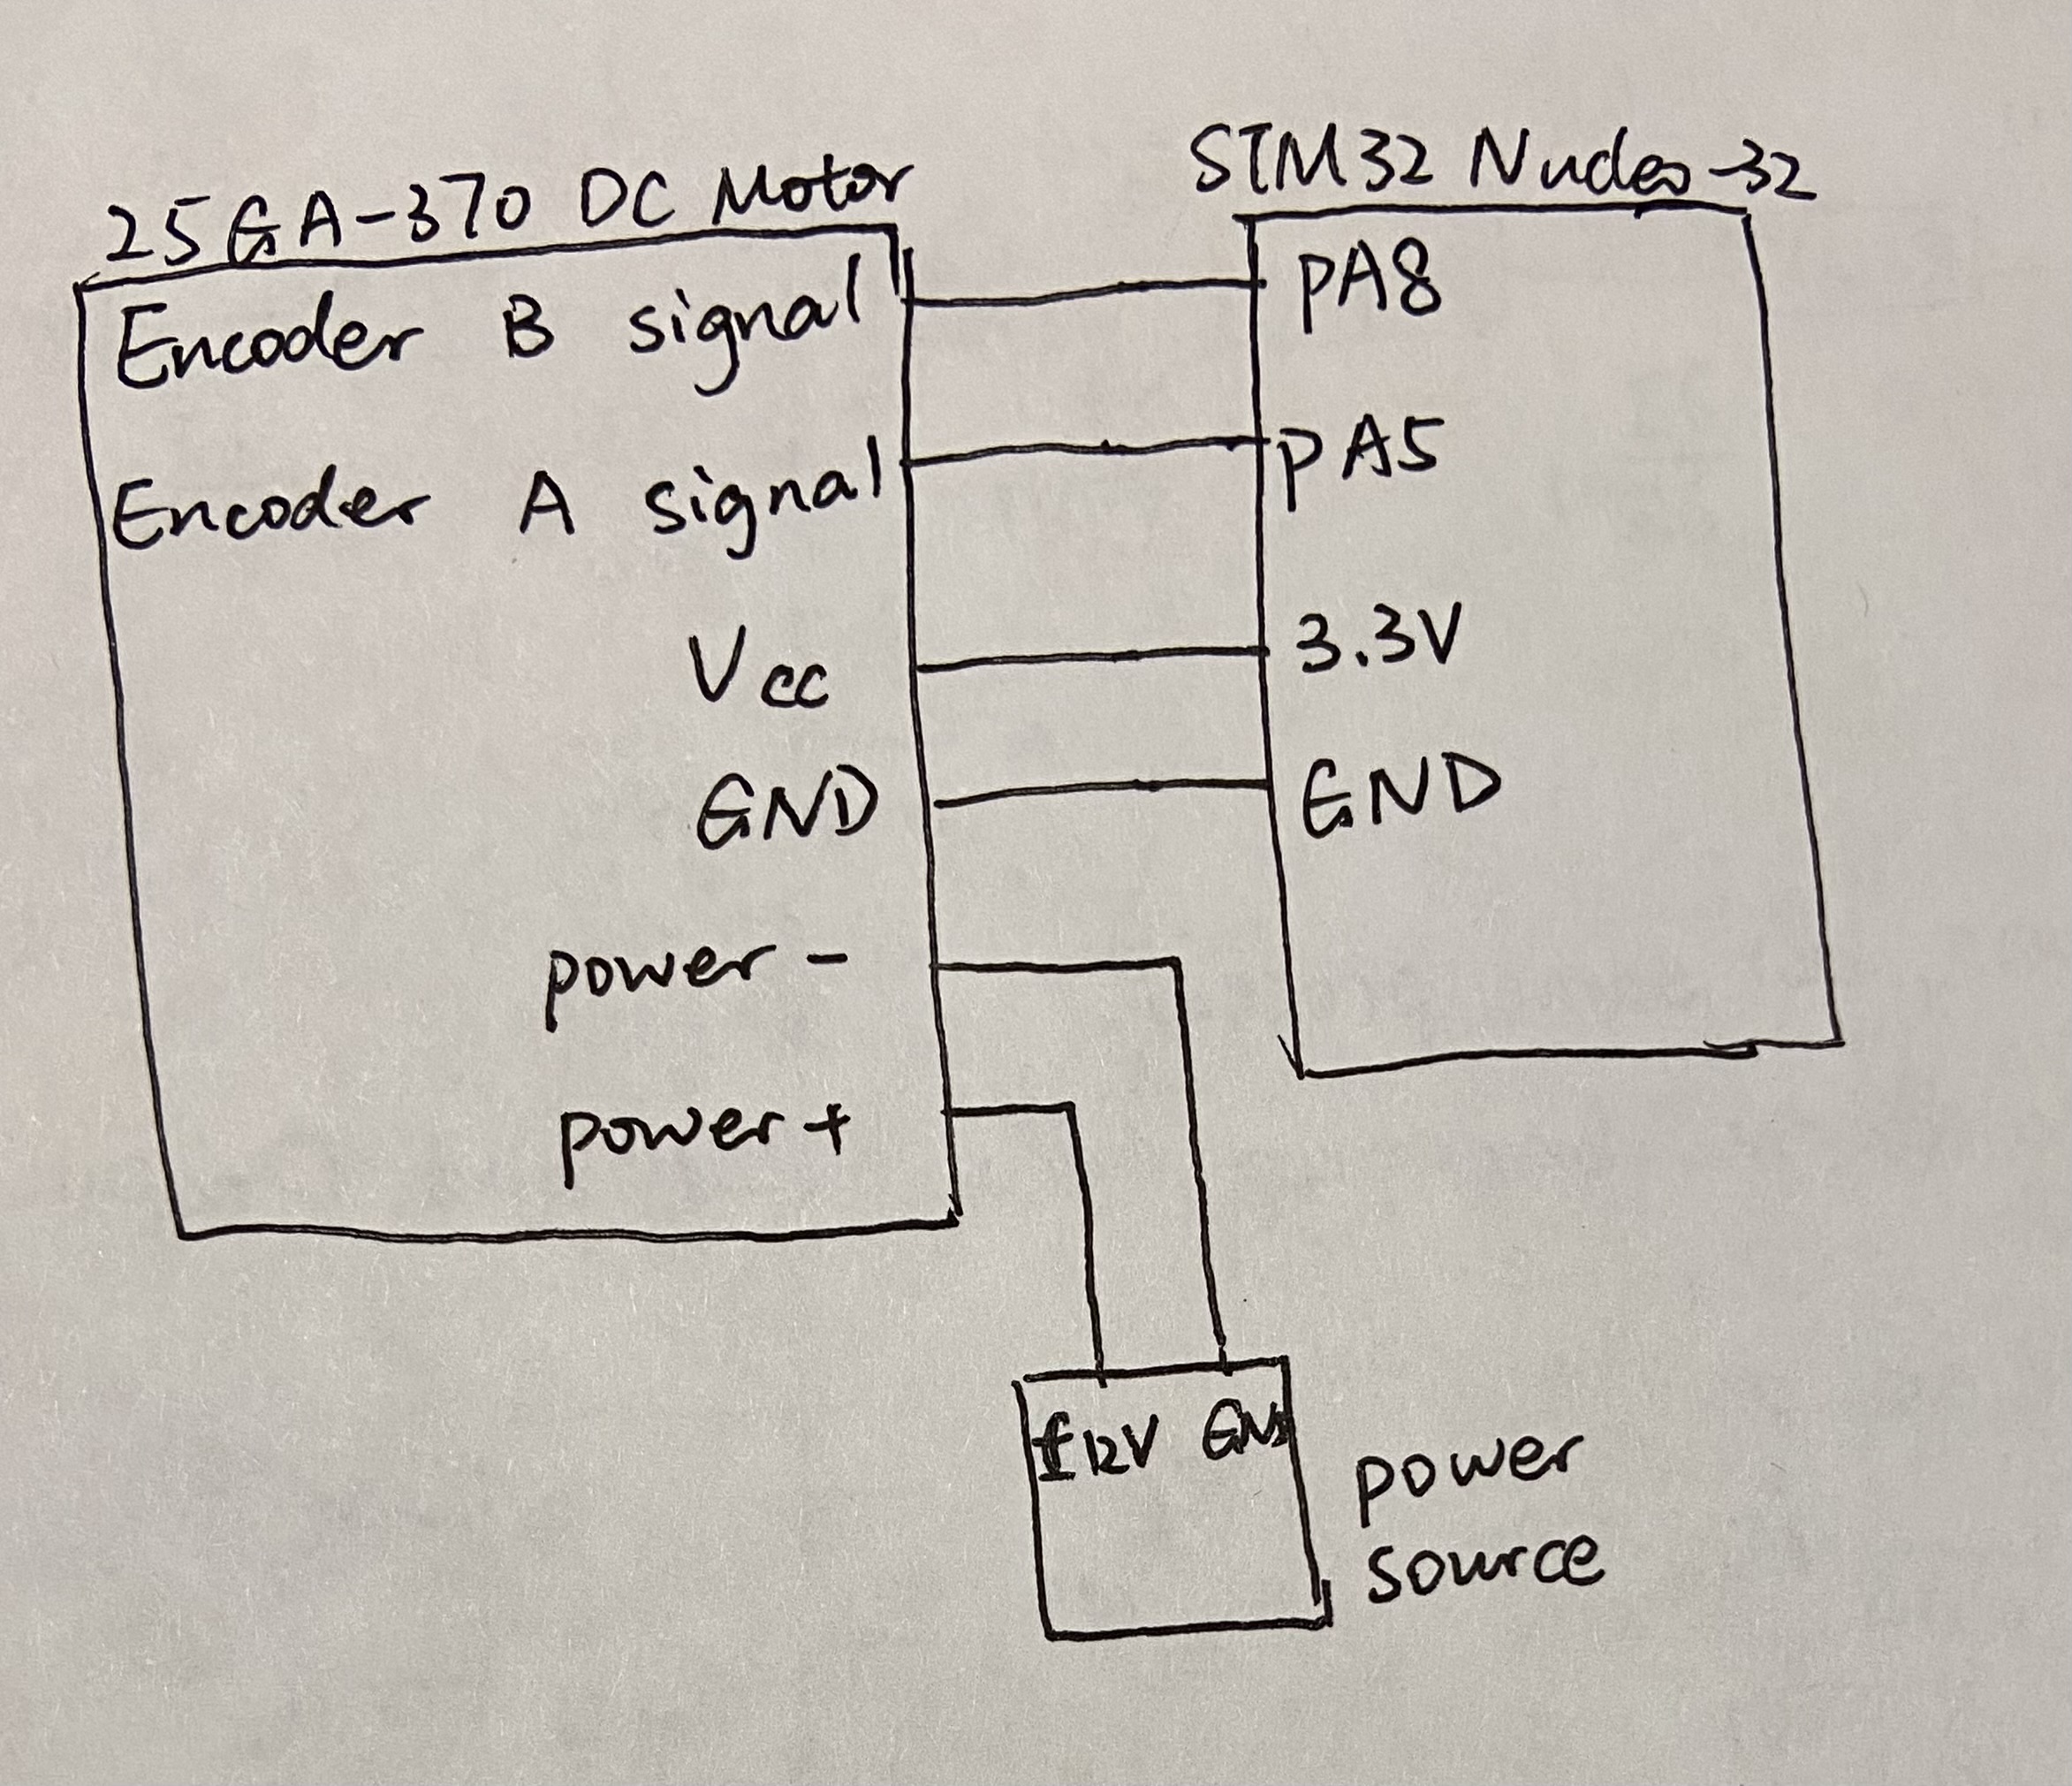 25GA-370 DC Motor
Encoder B signal
Encoder A signal
Vcc
GND
power -
power +
STM32 Nucleo-32
PA8
PA5
3.3V
GND
±12V GND
power
source